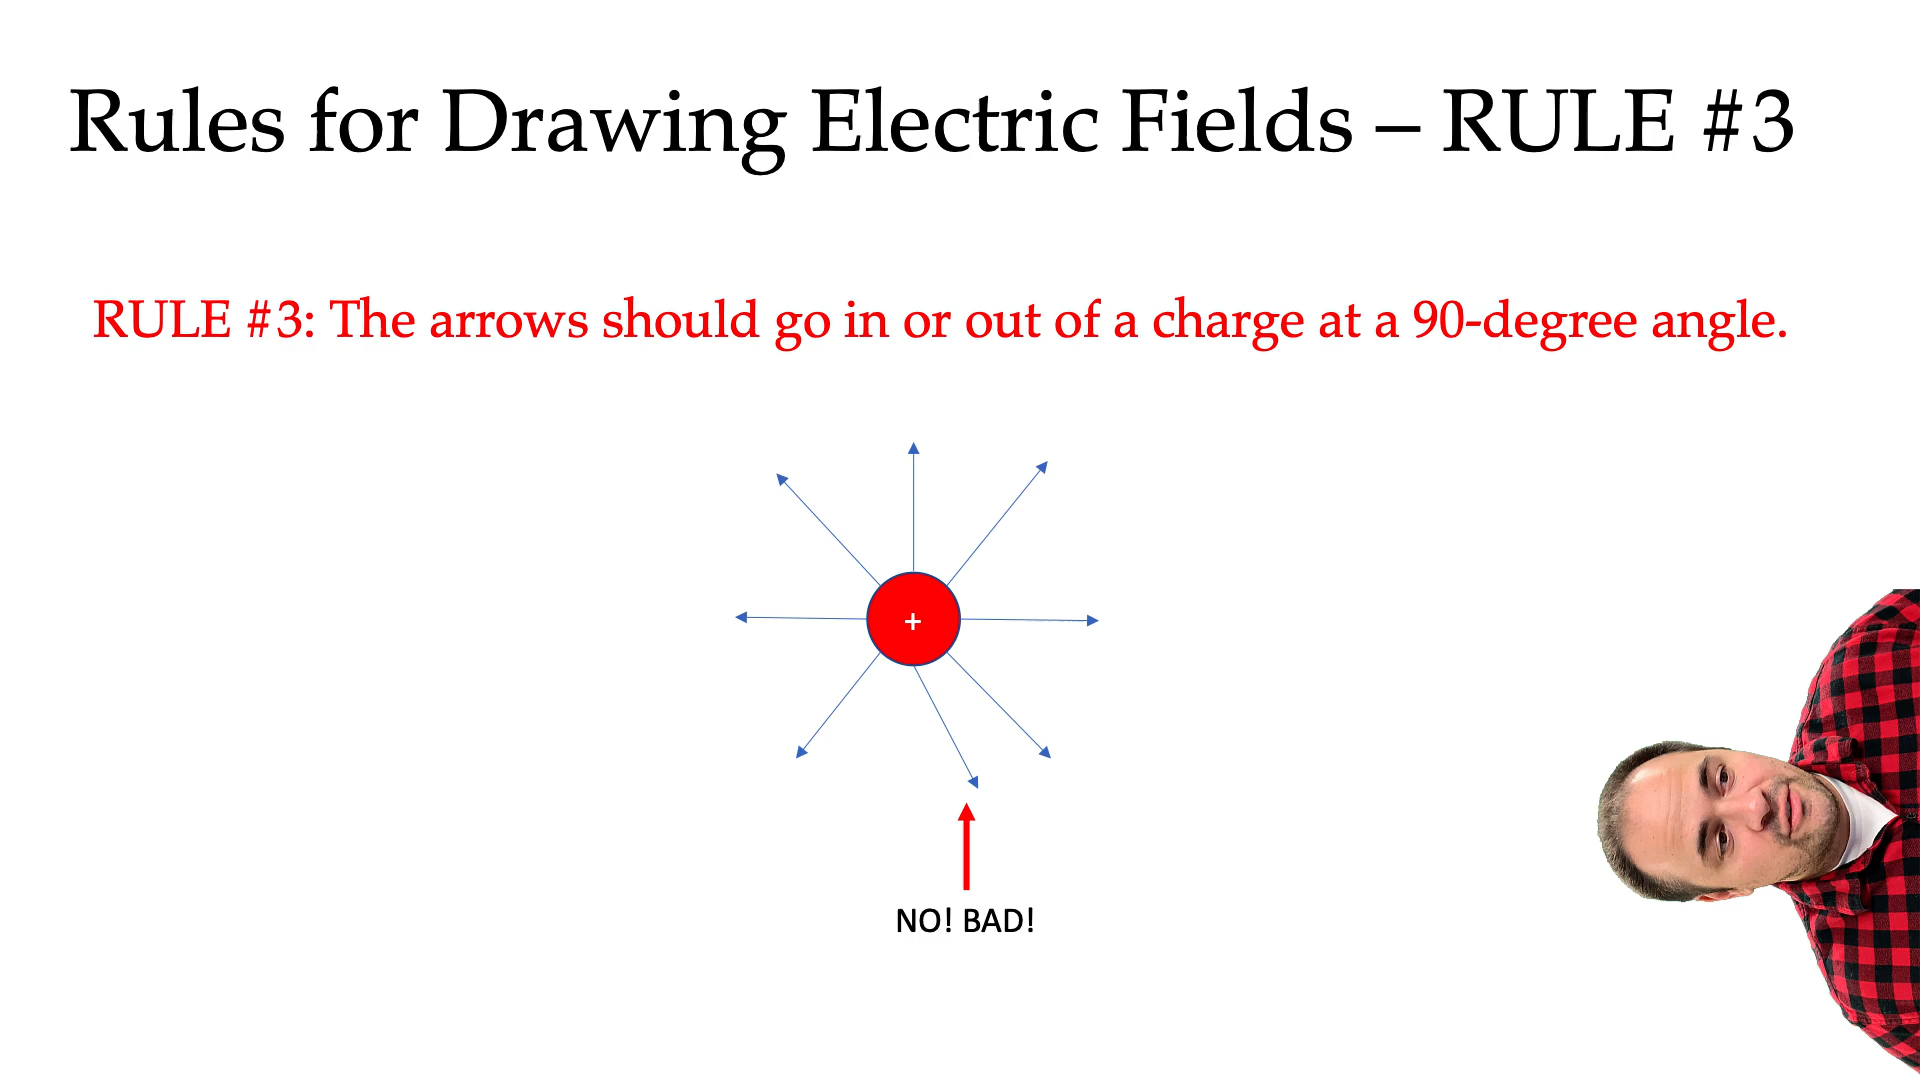 Rules for Drawing Electric Fields – RULE #3
RULE #3: The arrows should go in or out of a charge at a 90-degree angle.
+
NO! BAD!